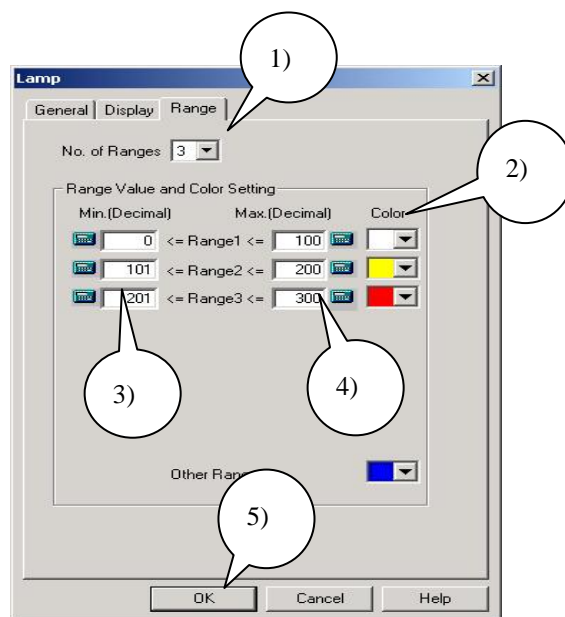 1)
Lamp
General Display Range
No. of Ranges 3
2)
Range Value and Color Setting
Min.(Decimal) Max.(Decimal) Color
0 <= Range1 <= 100
101 <= Range2 <= 200
201 <= Range3 <= 300
3) 4)
Other
5)
OK Cancel Help